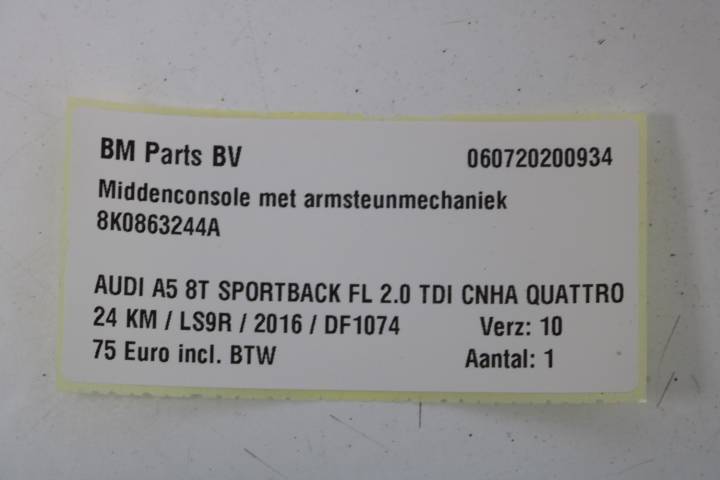 BM Parts BV 060720200934
Middenconsole met armsteunmechaniek
8K0863244A
AUDI A5 8T SPORTBACK FL 2.0 TDI CNHA QUATTRO
24 KM / LS9R / 2016 / DF1074 Verz: 10
75 Euro incl. BTW Aantal: 1